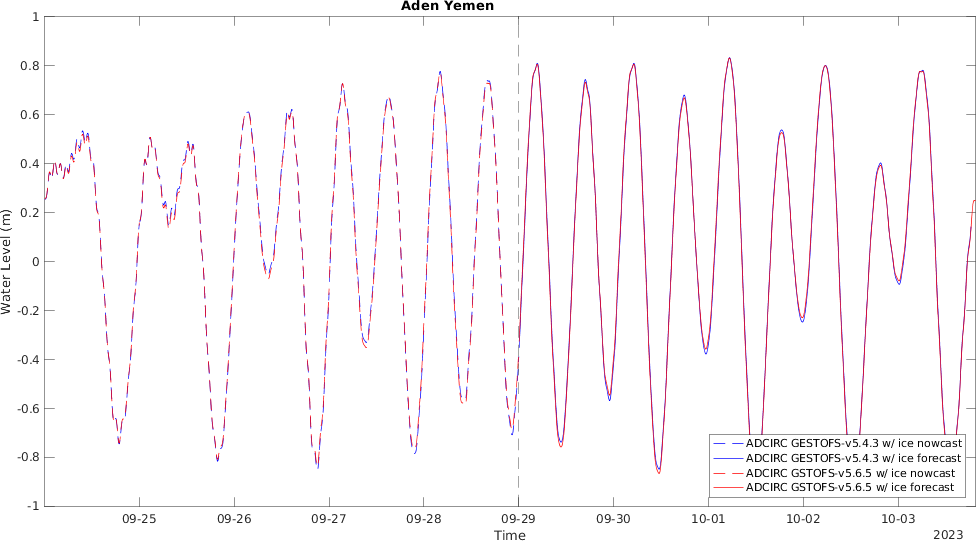 Aden Yemen
1
0.8
0.6
0.4
0.2
0
-0.2
-0.4
-0.6
-0.8
-1
Water Level (m)
ADCIRC GESTOFS-v5.4.3 w/ ice nowcast
ADCIRC GESTOFS-v5.4.3 w/ ice forecast
ADCIRC GSTOFS-v5.6.5 w/ ice nowcast
ADCIRC GSTOFS-v5.6.5 w/ ice forecast
09-25 09-26 09-27 09-28 09-29 09-30 10-01 10-02 10-03
Time
2023